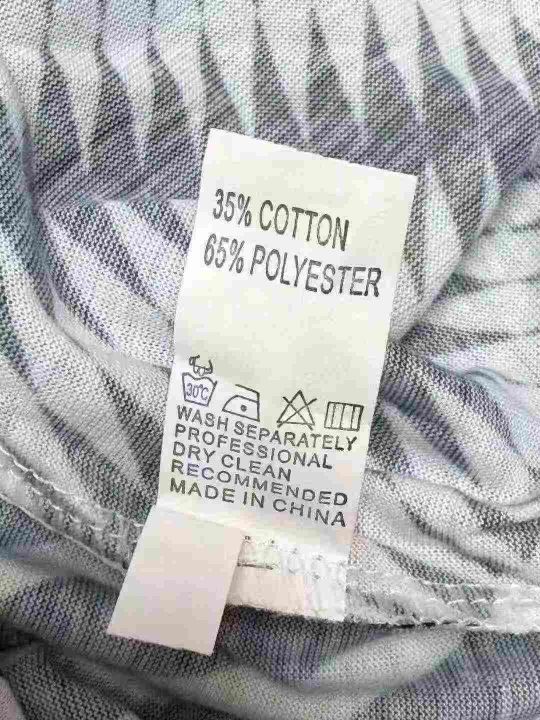 35% COTTON
65% POLYESTER
30℃
WASH SEPARATELY
PROFESSIONAL
DRY CLEAN
RECOMMENDED
MADE IN CHINA